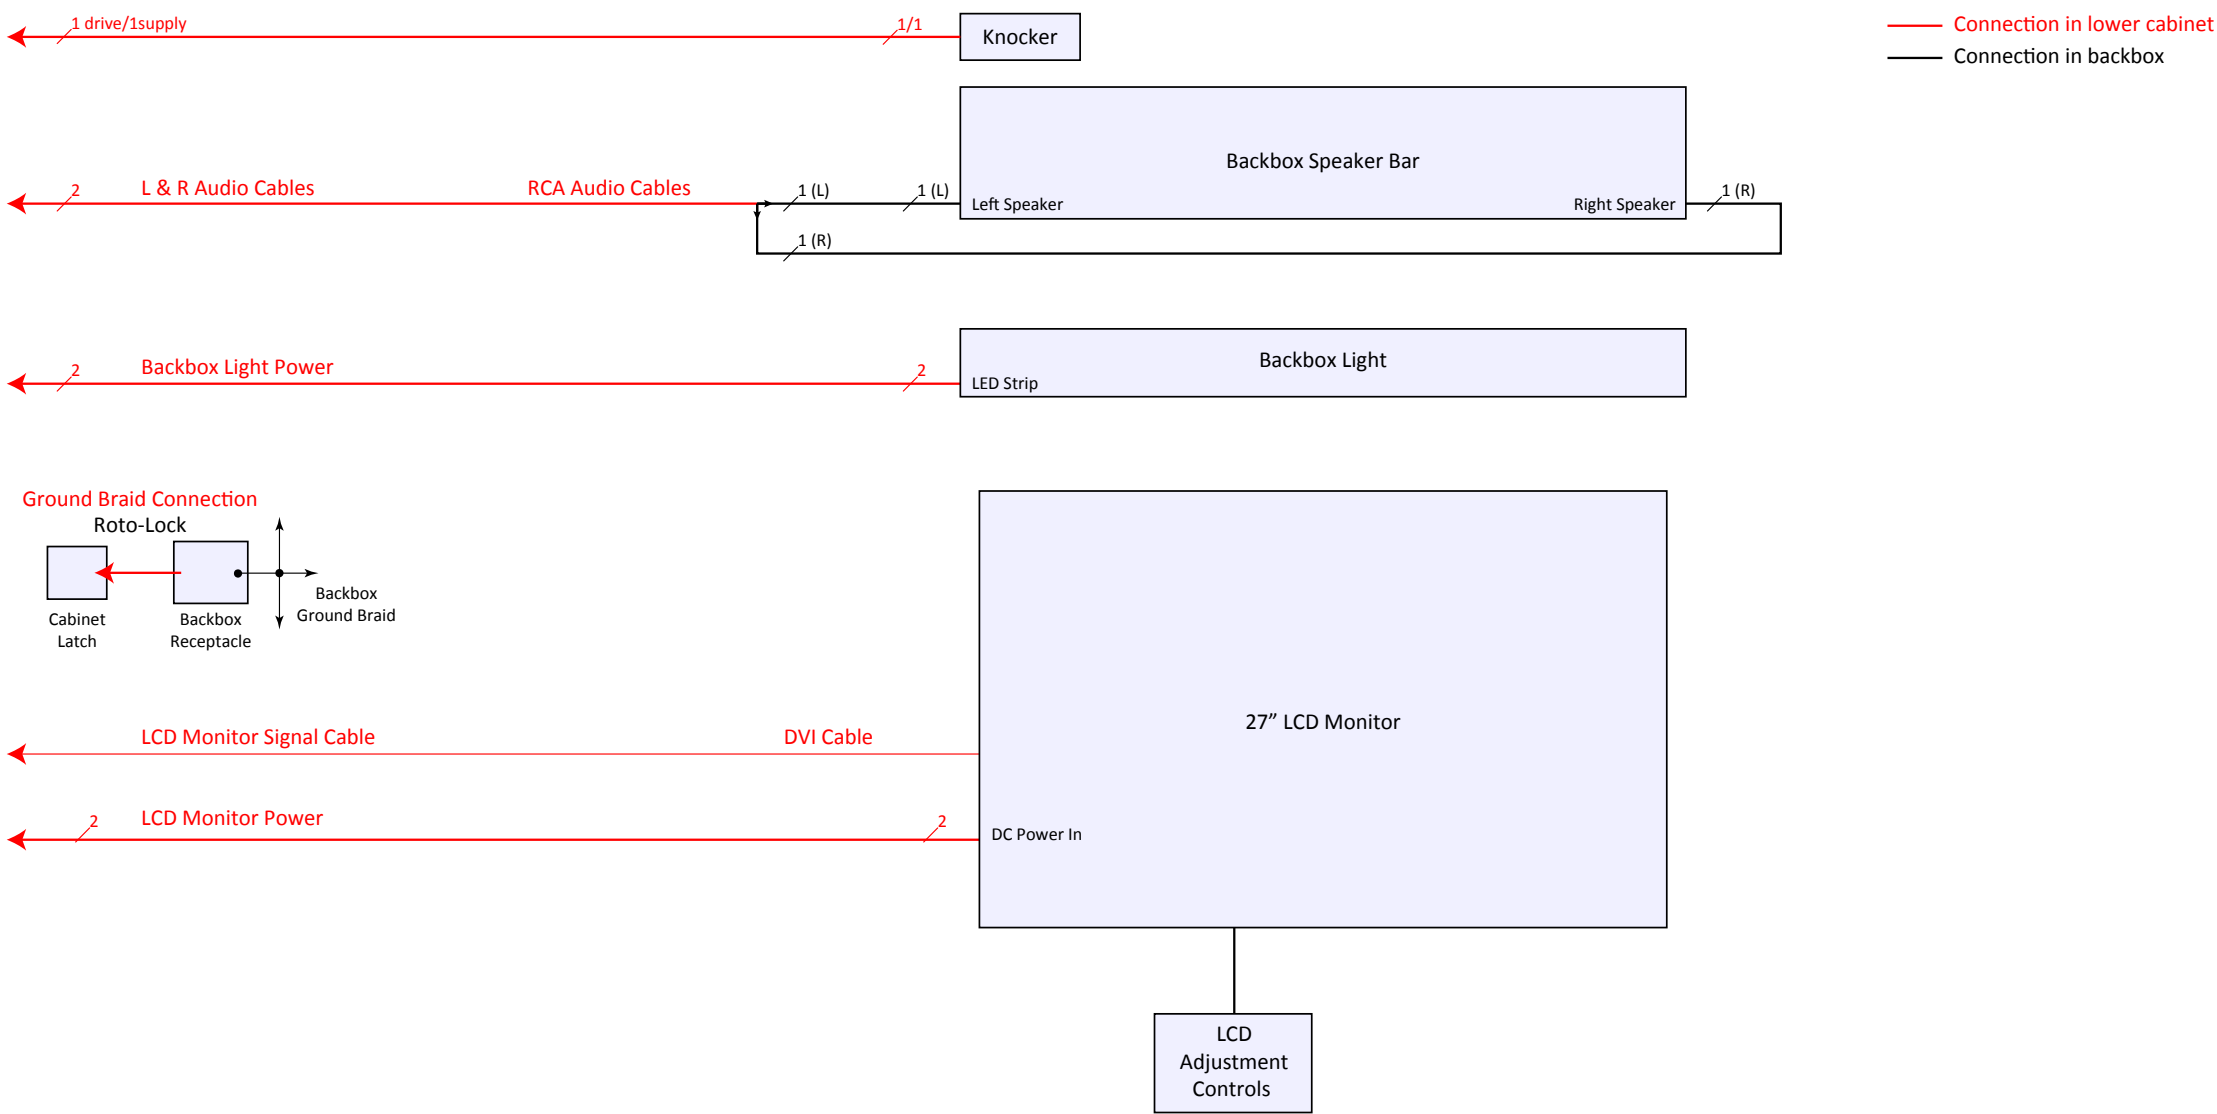 1 drive/1supply
1/1
Knocker
Connection in lower cabinet
Connection in backbox
Backbox Speaker Bar
2
L & R Audio Cables
RCA Audio Cables
1 (L)
1 (L)
Left Speaker
Right Speaker
1 (R)
1 (R)
Backbox Light
2
Backbox Light Power
2
LED Strip
Ground Braid Connection
Roto-Lock
Backbox
Ground Braid
Cabinet
Latch
Backbox
Receptacle
27” LCD Monitor
LCD Monitor Signal Cable
DVI Cable
2
LCD Monitor Power
2
DC Power In
LCD
Adjustment
Controls